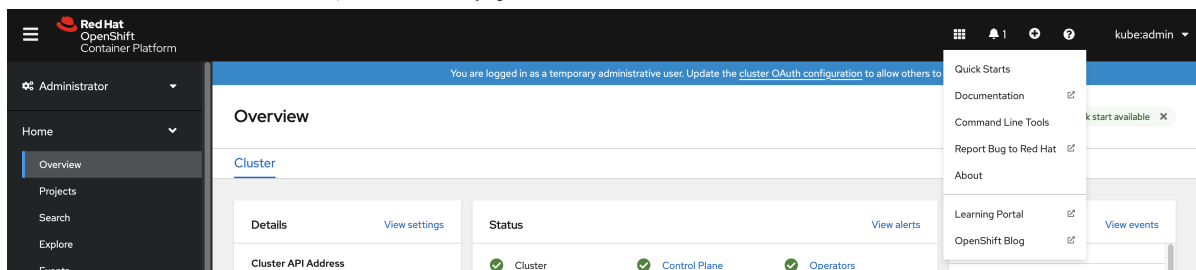 Red Hat
OpenShift
Container Platform
1
kube:admin
Administrator
You are logged in as a temporary administrative user. Update the cluster OAuth configuration to allow others to
Quick Starts
Documentation
Command Line Tools
Report Bug to Red Hat
About
Learning Portal
OpenShift Blog
Home
Overview
Projects
Search
Explore
Overview
start available
Cluster
Details
View settings
Cluster API Address
Status
View alerts
Cluster
Control Plane
Operators
View events